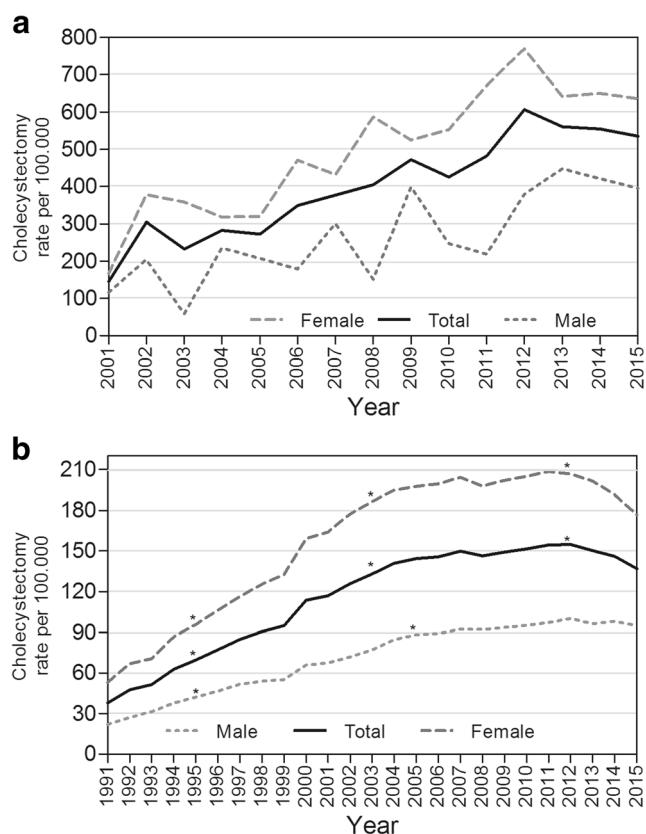 a
Cholecystectomy
rate per 100.000
800
700
600
500
400
300
200
100
0
Female Total Male
2001 2002 2003 2004 2005 2006 2007 2008 2009 2010 2011 2012 2013 2014 2015
Year
b
Cholecystectomy
rate per 100.000
210
180
150
120
90
60
30
0
* * *
* * *
* *
Male Total Female
1991 1992 1993 1994 1995 1996 1997 1998 1999 2000 2001 2002 2003 2004 2005 2006 2007 2008 2009 2010 2011 2012 2013 2014 2015
Year